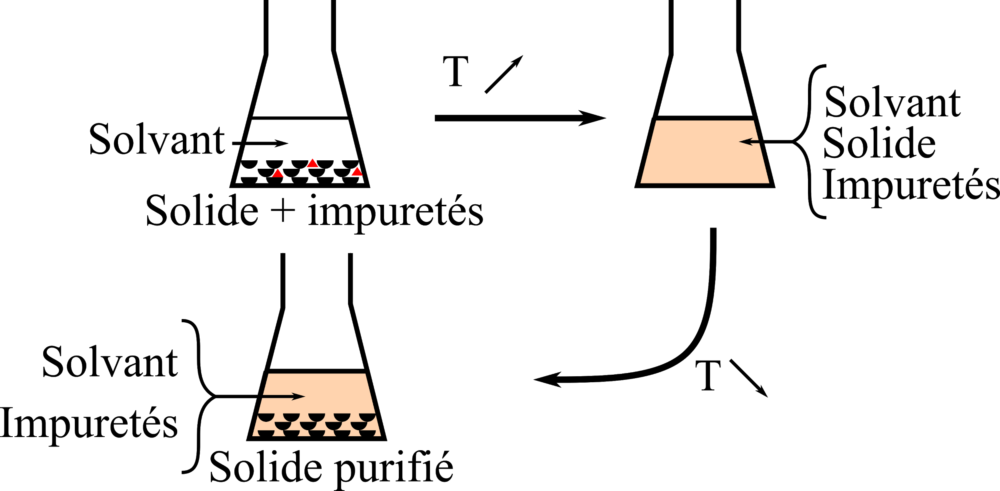 Solvant
Solide + impuretés
T
Solvant
Solide
Impuretés
T
Solvant
Impuretés
Solide purifié